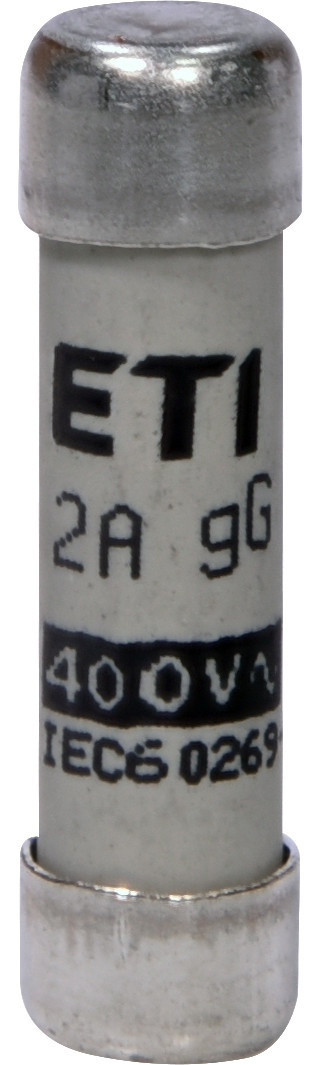 ETI
2A gG
400V~
IEC60269-